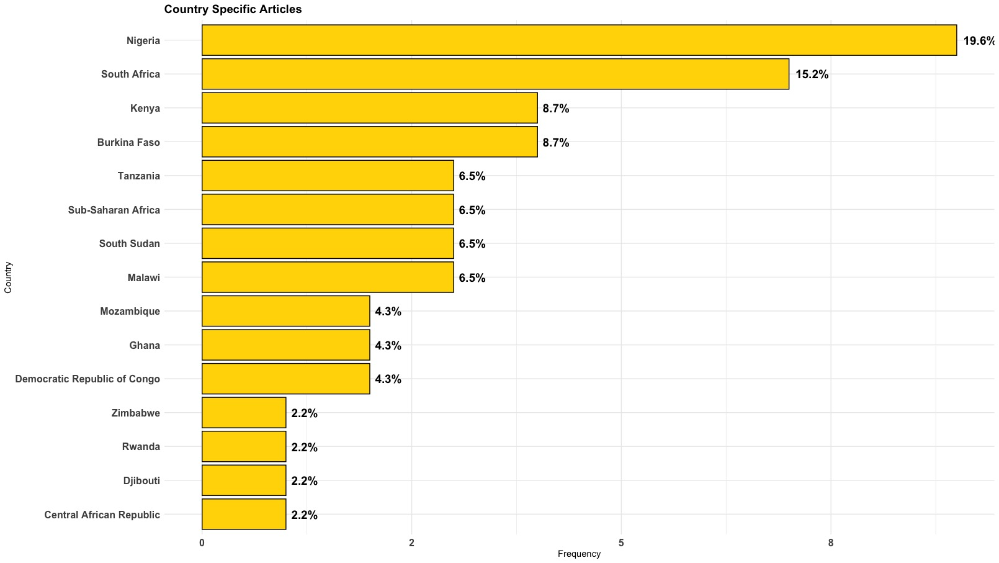 Country Specific Articles
Nigeria
19.6%
South Africa
15.2%
Kenya
8.7%
Burkina Faso
8.7%
Tanzania
6.5%
Sub-Saharan Africa
6.5%
South Sudan
6.5%
Malawi
6.5%
Mozambique
4.3%
Ghana
4.3%
Democratic Republic of Congo
4.3%
Zimbabwe
2.2%
Rwanda
2.2%
Djibouti
2.2%
Central African Republic
2.2%
Country
0 2 5 8
Frequency